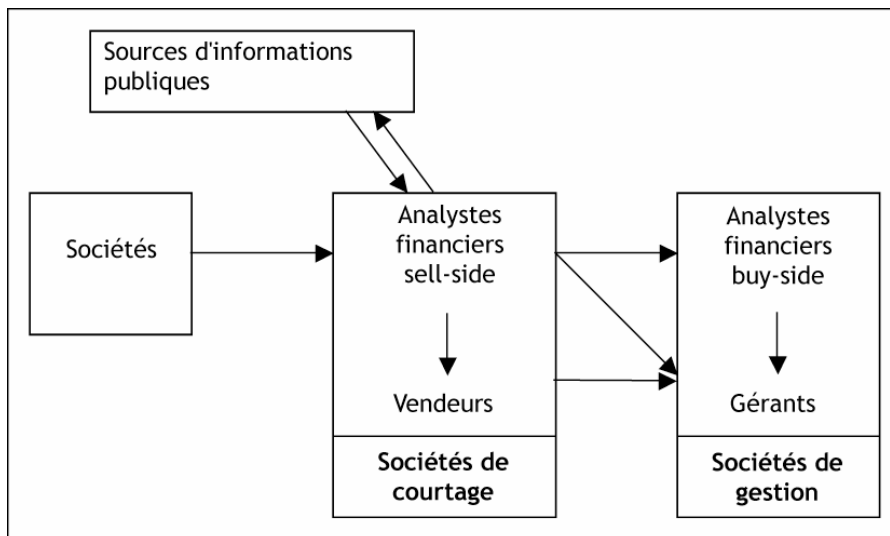 Sources d'informations
publiques
Sociétés
Analystes
financiers
sell-side
Vendeurs
Sociétés de
courtage
Analystes
financiers
buy-side
Gérants
Sociétés de
gestion